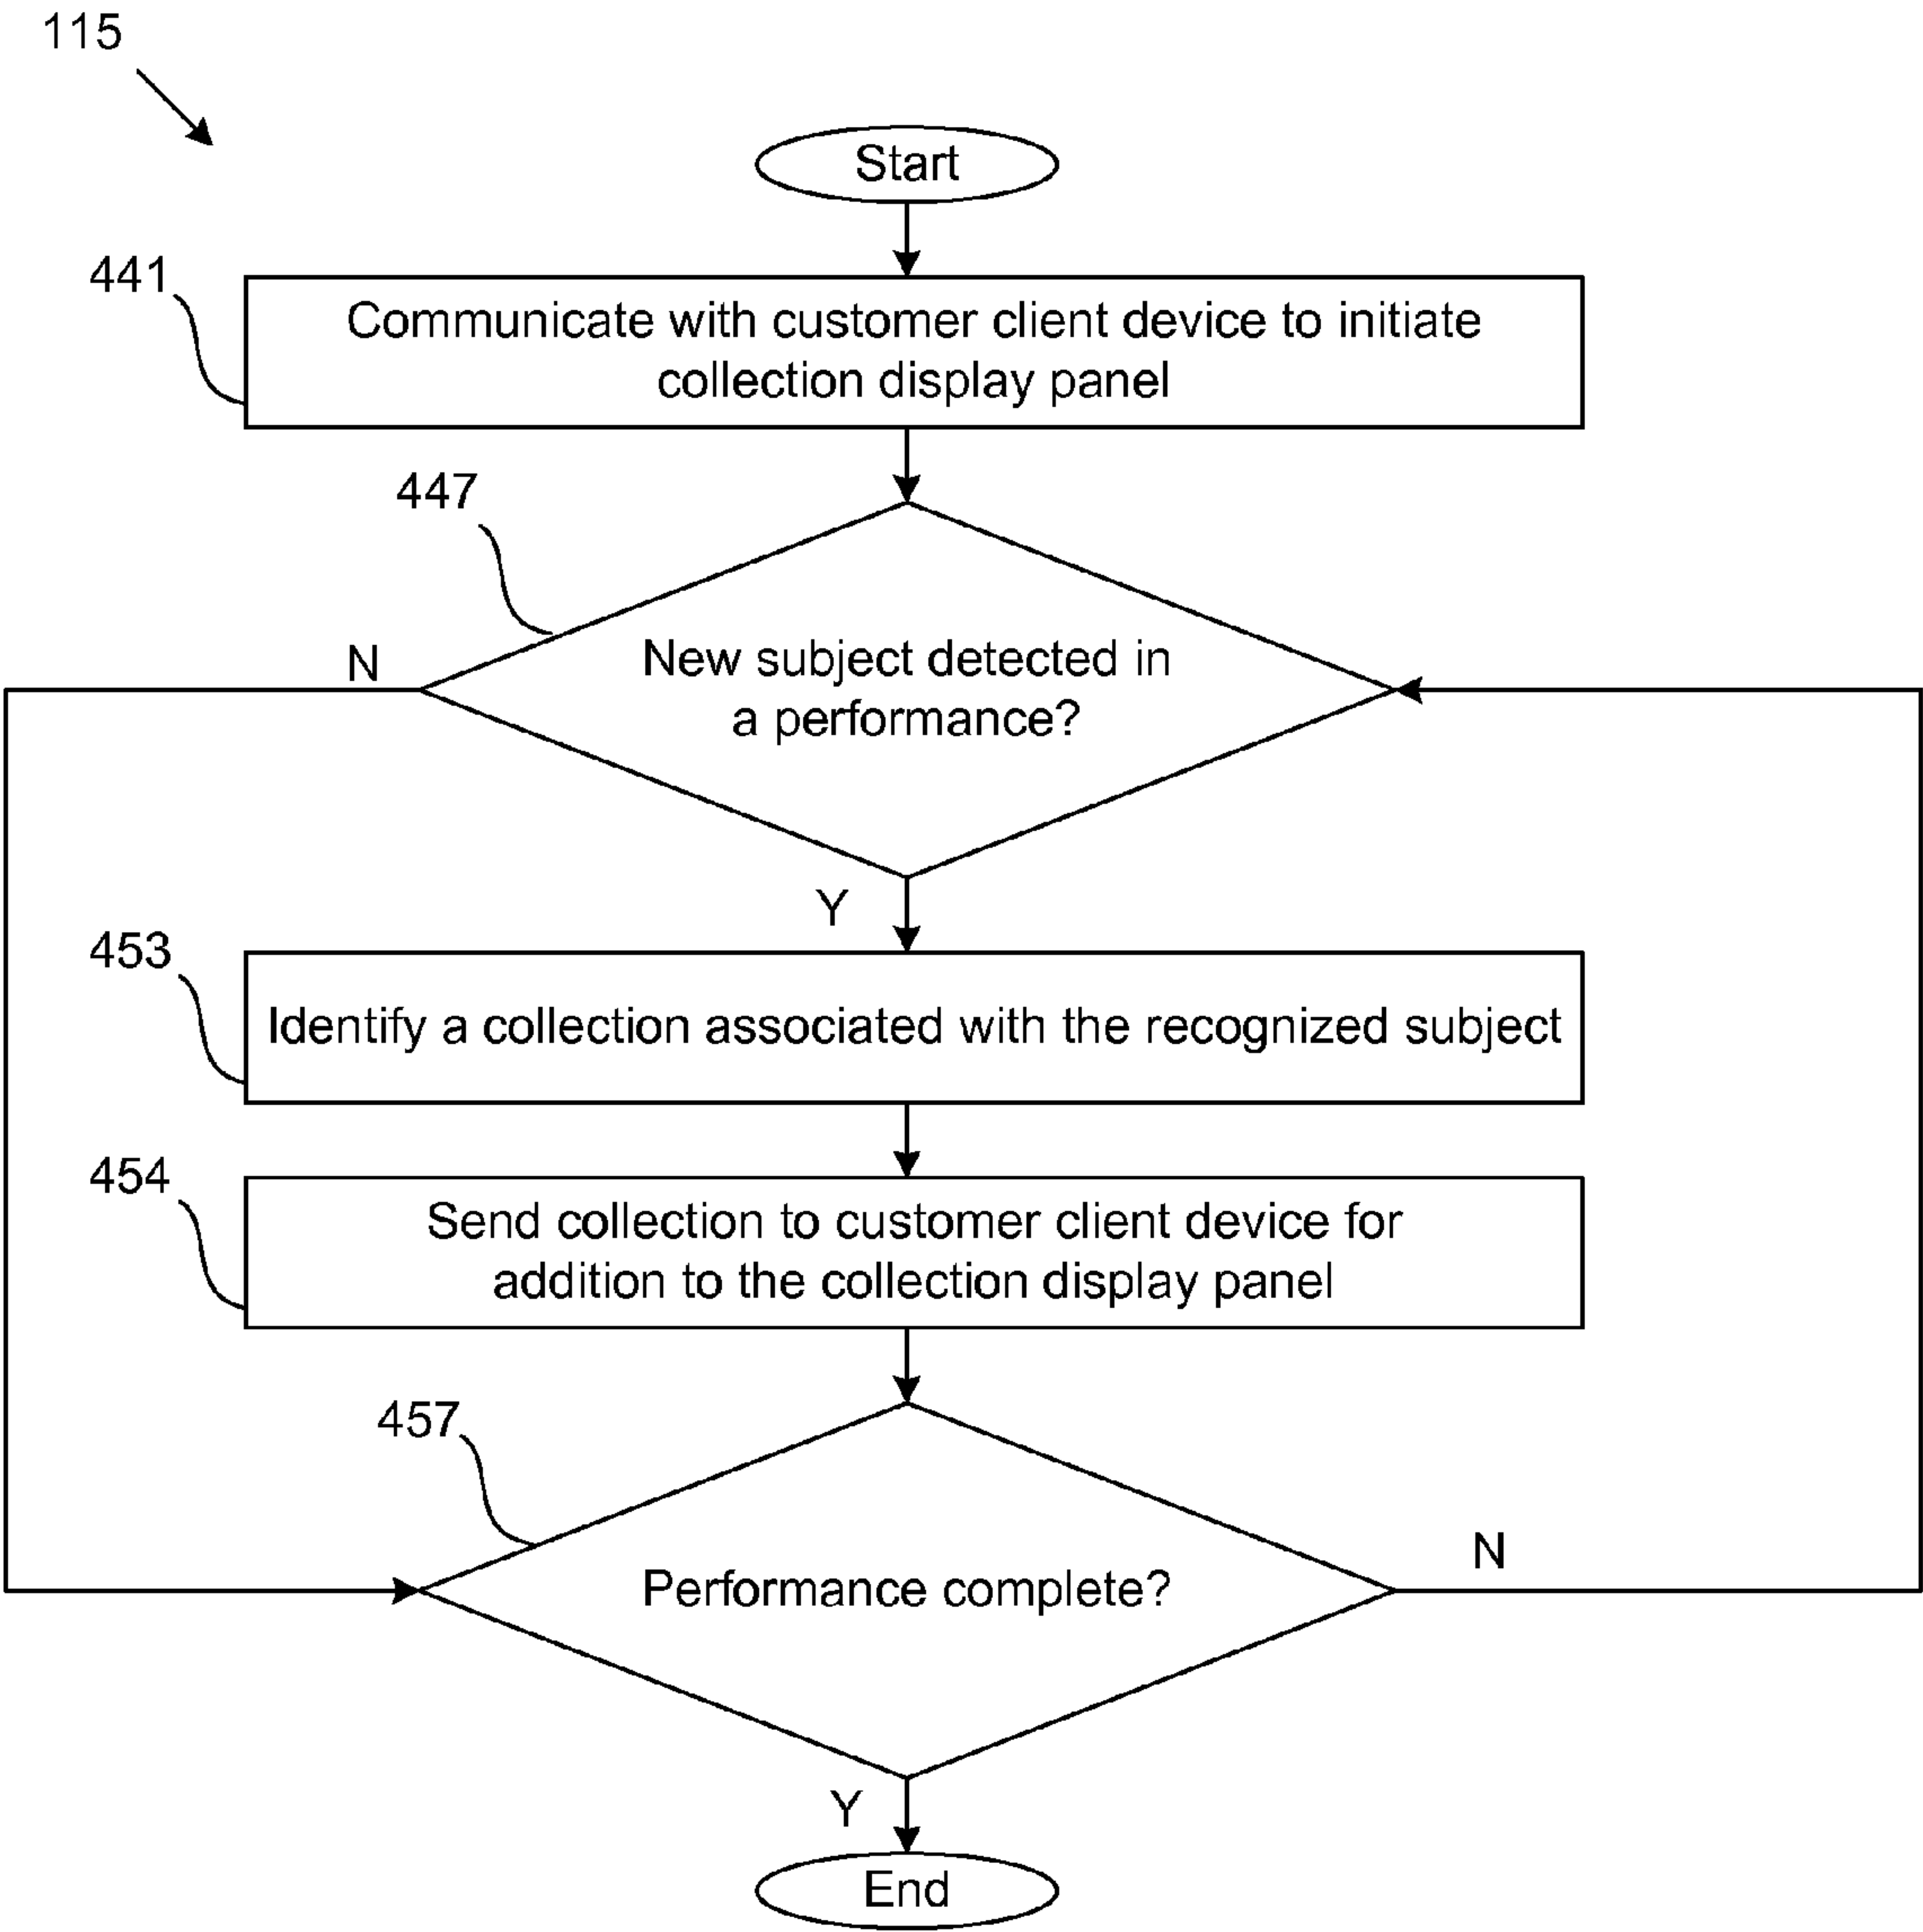 115
Start
441
Communicate with customer client device to initiate
collection display panel
447
N
New subject detected in
a performance?
Y
453
Identify a collection associated with the recognized subject
454
Send collection to customer client device for
addition to the collection display panel
457
N
Performance complete?
Y
End